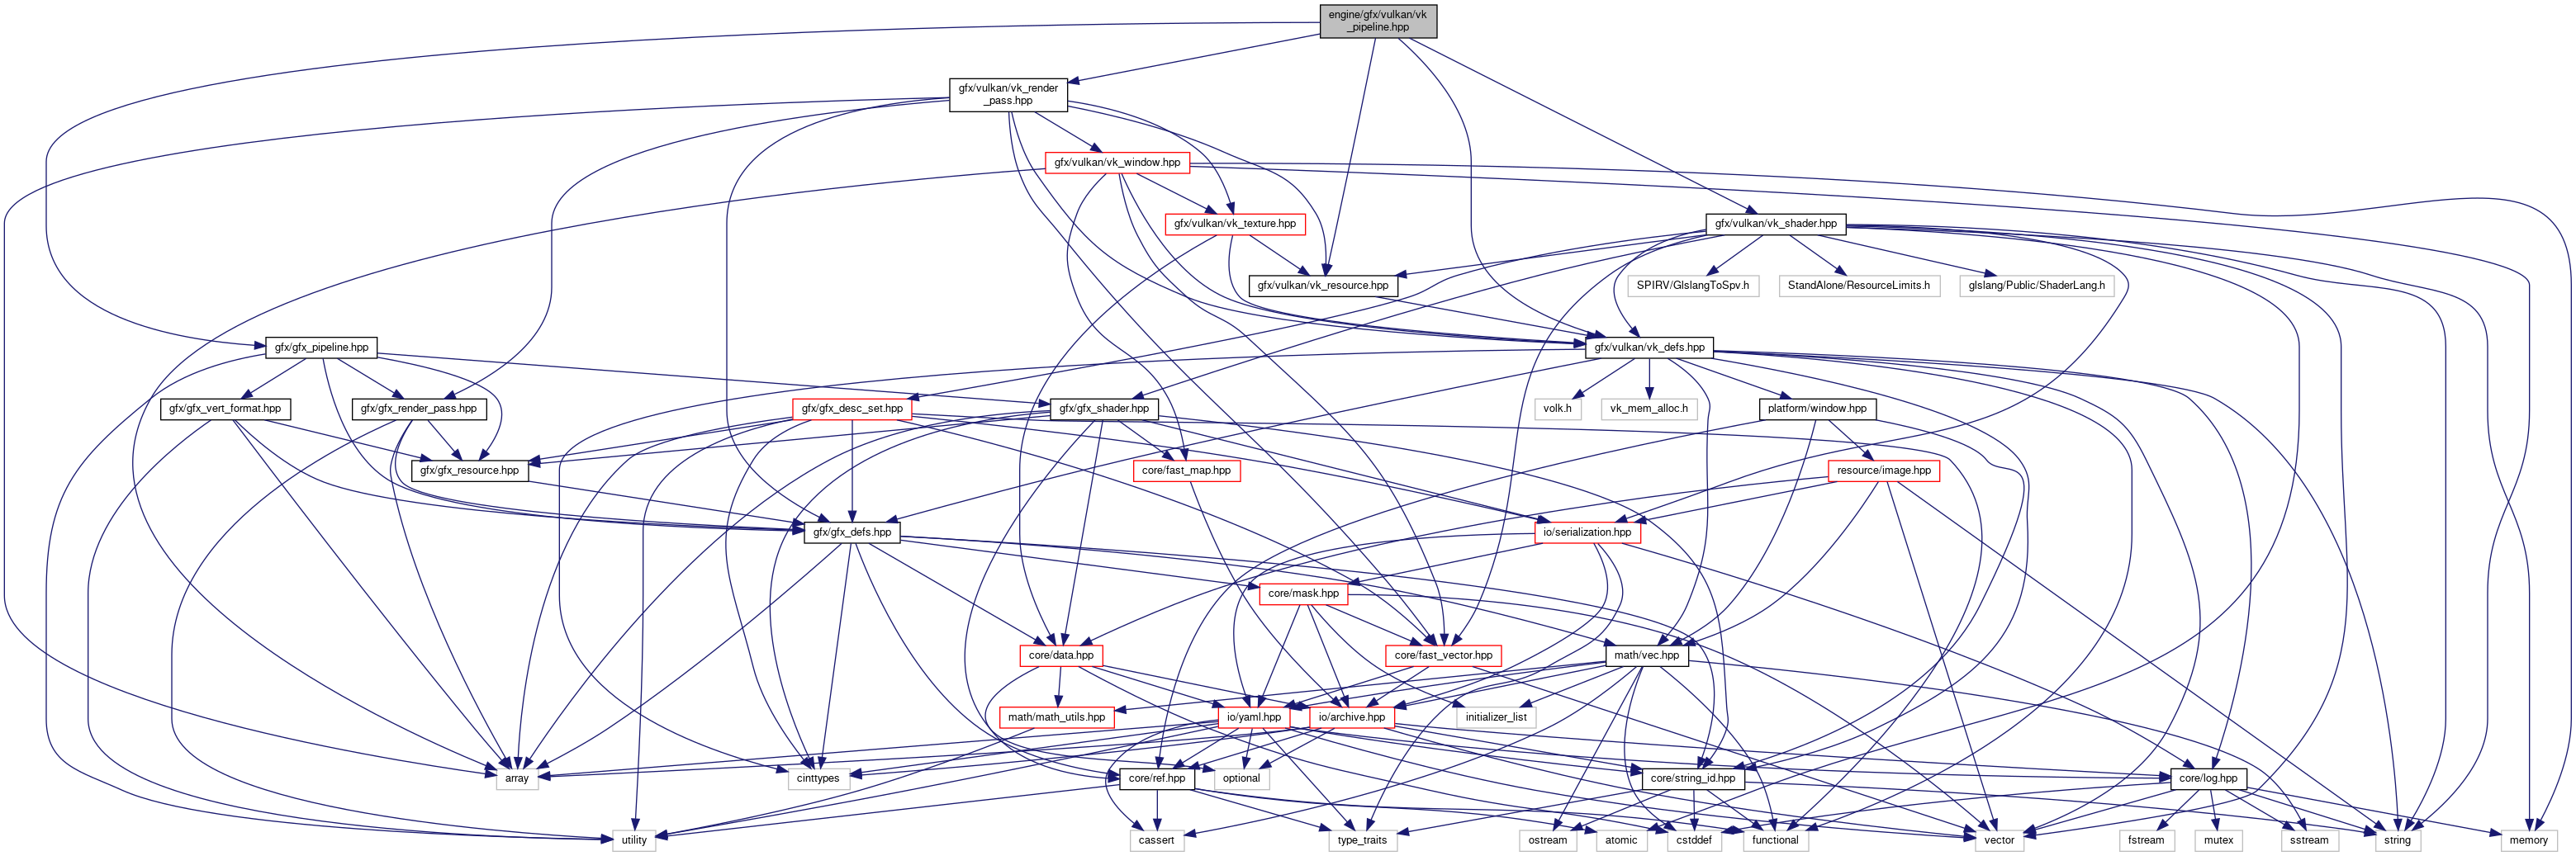 engine/gfx/vulkan/vk
_pipeline.hpp
gfx/vulkan/vk_render
_pass.hpp
gfx/vulkan/vk_window.hpp
gfx/vulkan/vk_texture.hpp
gfx/vulkan/vk_shader.hpp
gfx/vulkan/vk_resource.hpp
SPIRV/GlslangToSpv.h
StandAlone/ResourceLimits.h
glslang/Public/ShaderLang.h
gfx/gfx_pipeline.hpp
gfx/vulkan/vk_defs.hpp
gfx/gfx_vert_format.hpp
gfx/gfx_render_pass.hpp
gfx/gfx_desc_set.hpp
gfx/gfx_shader.hpp
volk.h
vk_mem_alloc.h
platform/window.hpp
gfx/gfx_resource.hpp
core/fast_map.hpp
resource/image.hpp
gfx/gfx_defs.hpp
io/serialization.hpp
core/mask.hpp
core/data.hpp
core/fast_vector.hpp
math/vec.hpp
math/math_utils.hpp
io/yaml.hpp
io/archive.hpp
initializer_list
array
cinttypes
core/ref.hpp
optional
core/string_id.hpp
core/log.hpp
utility
cassert
type_traits
ostream
atomic
cstddef
functional
vector
fstream
mutex
sstream
string
memory